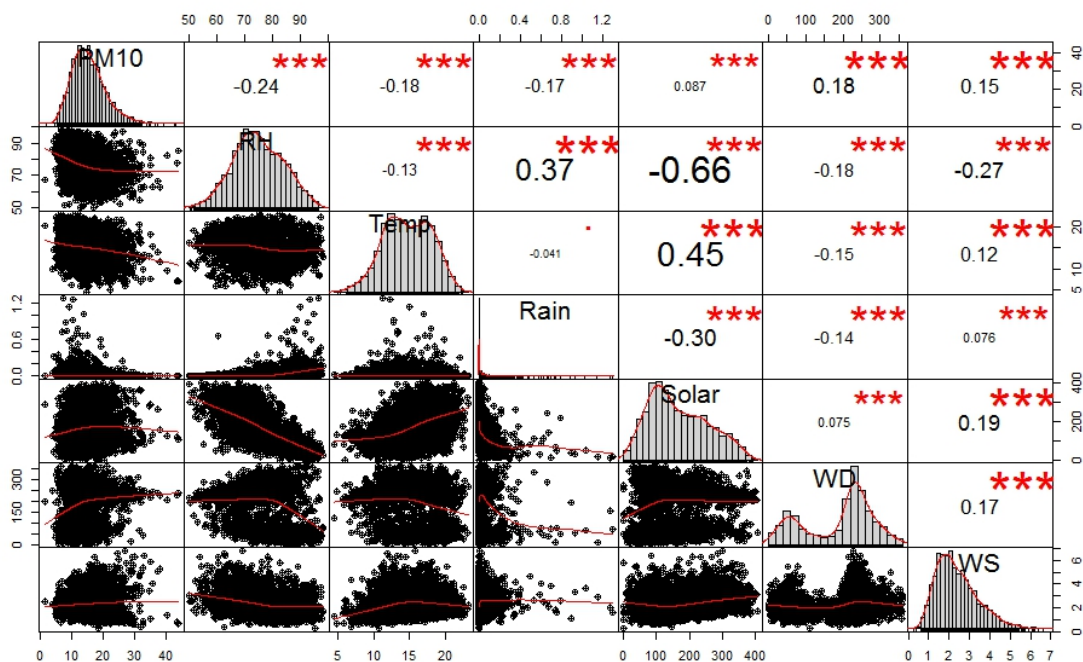 50 60 70 80 90 0.0 0.4 0.8 1.2 0 100 200 300
PM10 *** *** *** *** *** ***
-0.24 -0.18 -0.17 0.087 0.18 0.15
0 20 40
RH *** *** *** *** ***
-0.13 0.37 -0.66 -0.18 -0.27
50 70 90
Temp . *** *** ***
-0.041 0.45 -0.15 0.12
5 10 20
Rain *** *** ***
-0.30 -0.14 0.076
0.0 0.6 1.2
Solar *** ***
0.075 0.19
0 200 400
WD ***
0.17
0 150 300
WS
0 2 4 6
0 10 20 30 40 5 10 15 20 0 100 200 300 400 0 1 2 3 4 5 6 7